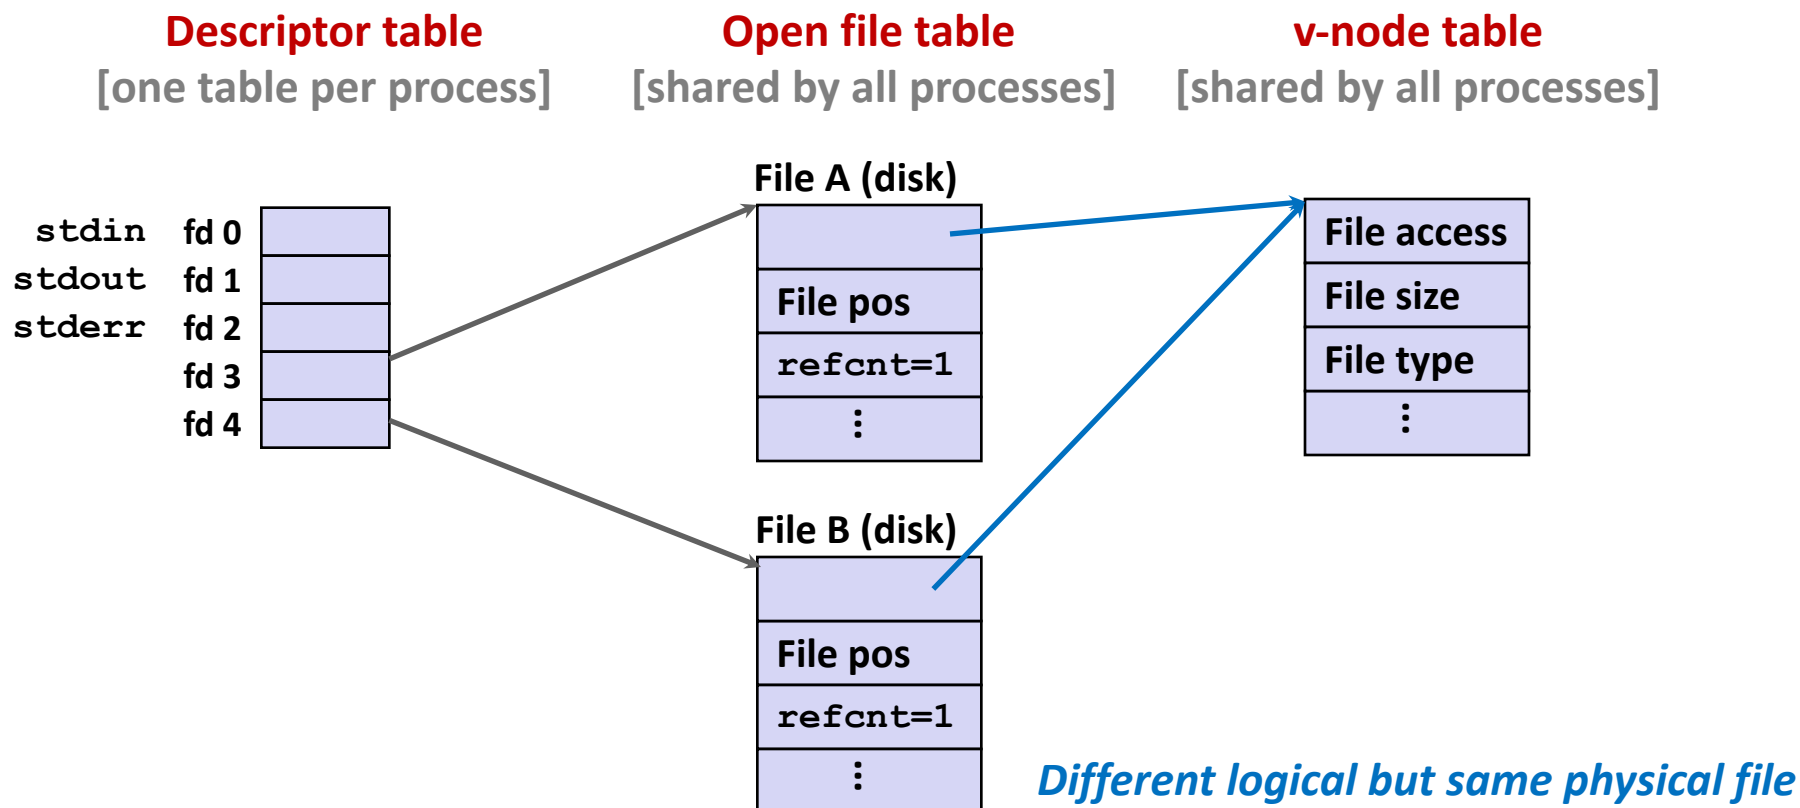 Descriptor table
[one table per process]
Open file table
[shared by all processes]
v-node table
[shared by all processes]
stdin fd 0
stdout fd 1
stderr fd 2
fd 3
fd 4
File A (disk)
File pos
refcnt=1
⋮
File B (disk)
File pos
refcnt=1
⋮
File access
File size
File type
⋮
Different logical but same physical file